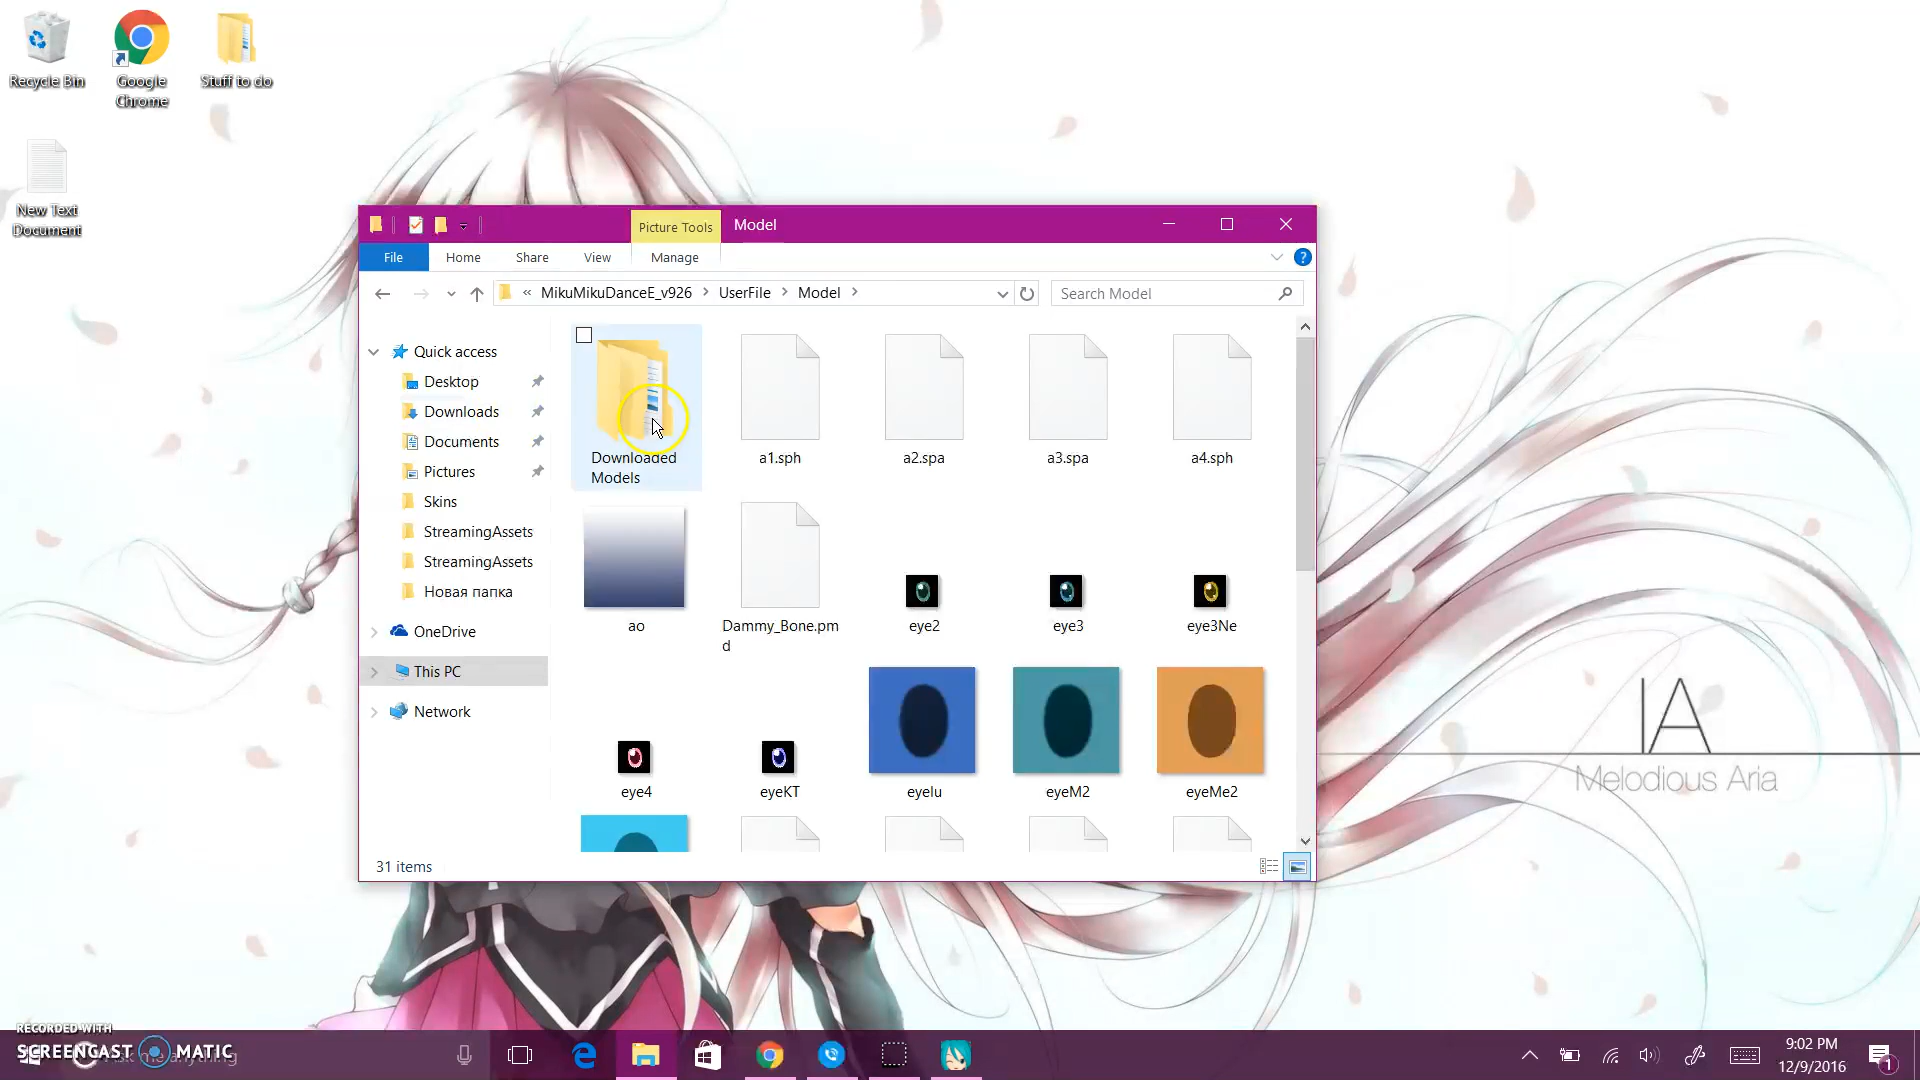 Recycle Bin
Google
Chrome
Stuff to do
New Text
Document
Picture Tools
Model
File
Home
Share
View
Manage
?
« MikuMikuDanceE_v926 > UserFile > Model >
Search Model
Quick access
Desktop
Downloads
Documents
Pictures
Skins
StreamingAssets
StreamingAssets
Новая папка
OneDrive
This PC
Network
Downloaded
Models
a1.sph
a2.spa
a3.spa
a4.sph
ao
Dammy_Bone.pm
d
eye2
eye3
eye3Ne
eye4
eyeKT
eyelu
eyeM2
eyeMe2
31 items
IA
Melodious Aria
RECORDED WITH
SCREENCAST MATIC
9:02 PM
12/9/2016
1